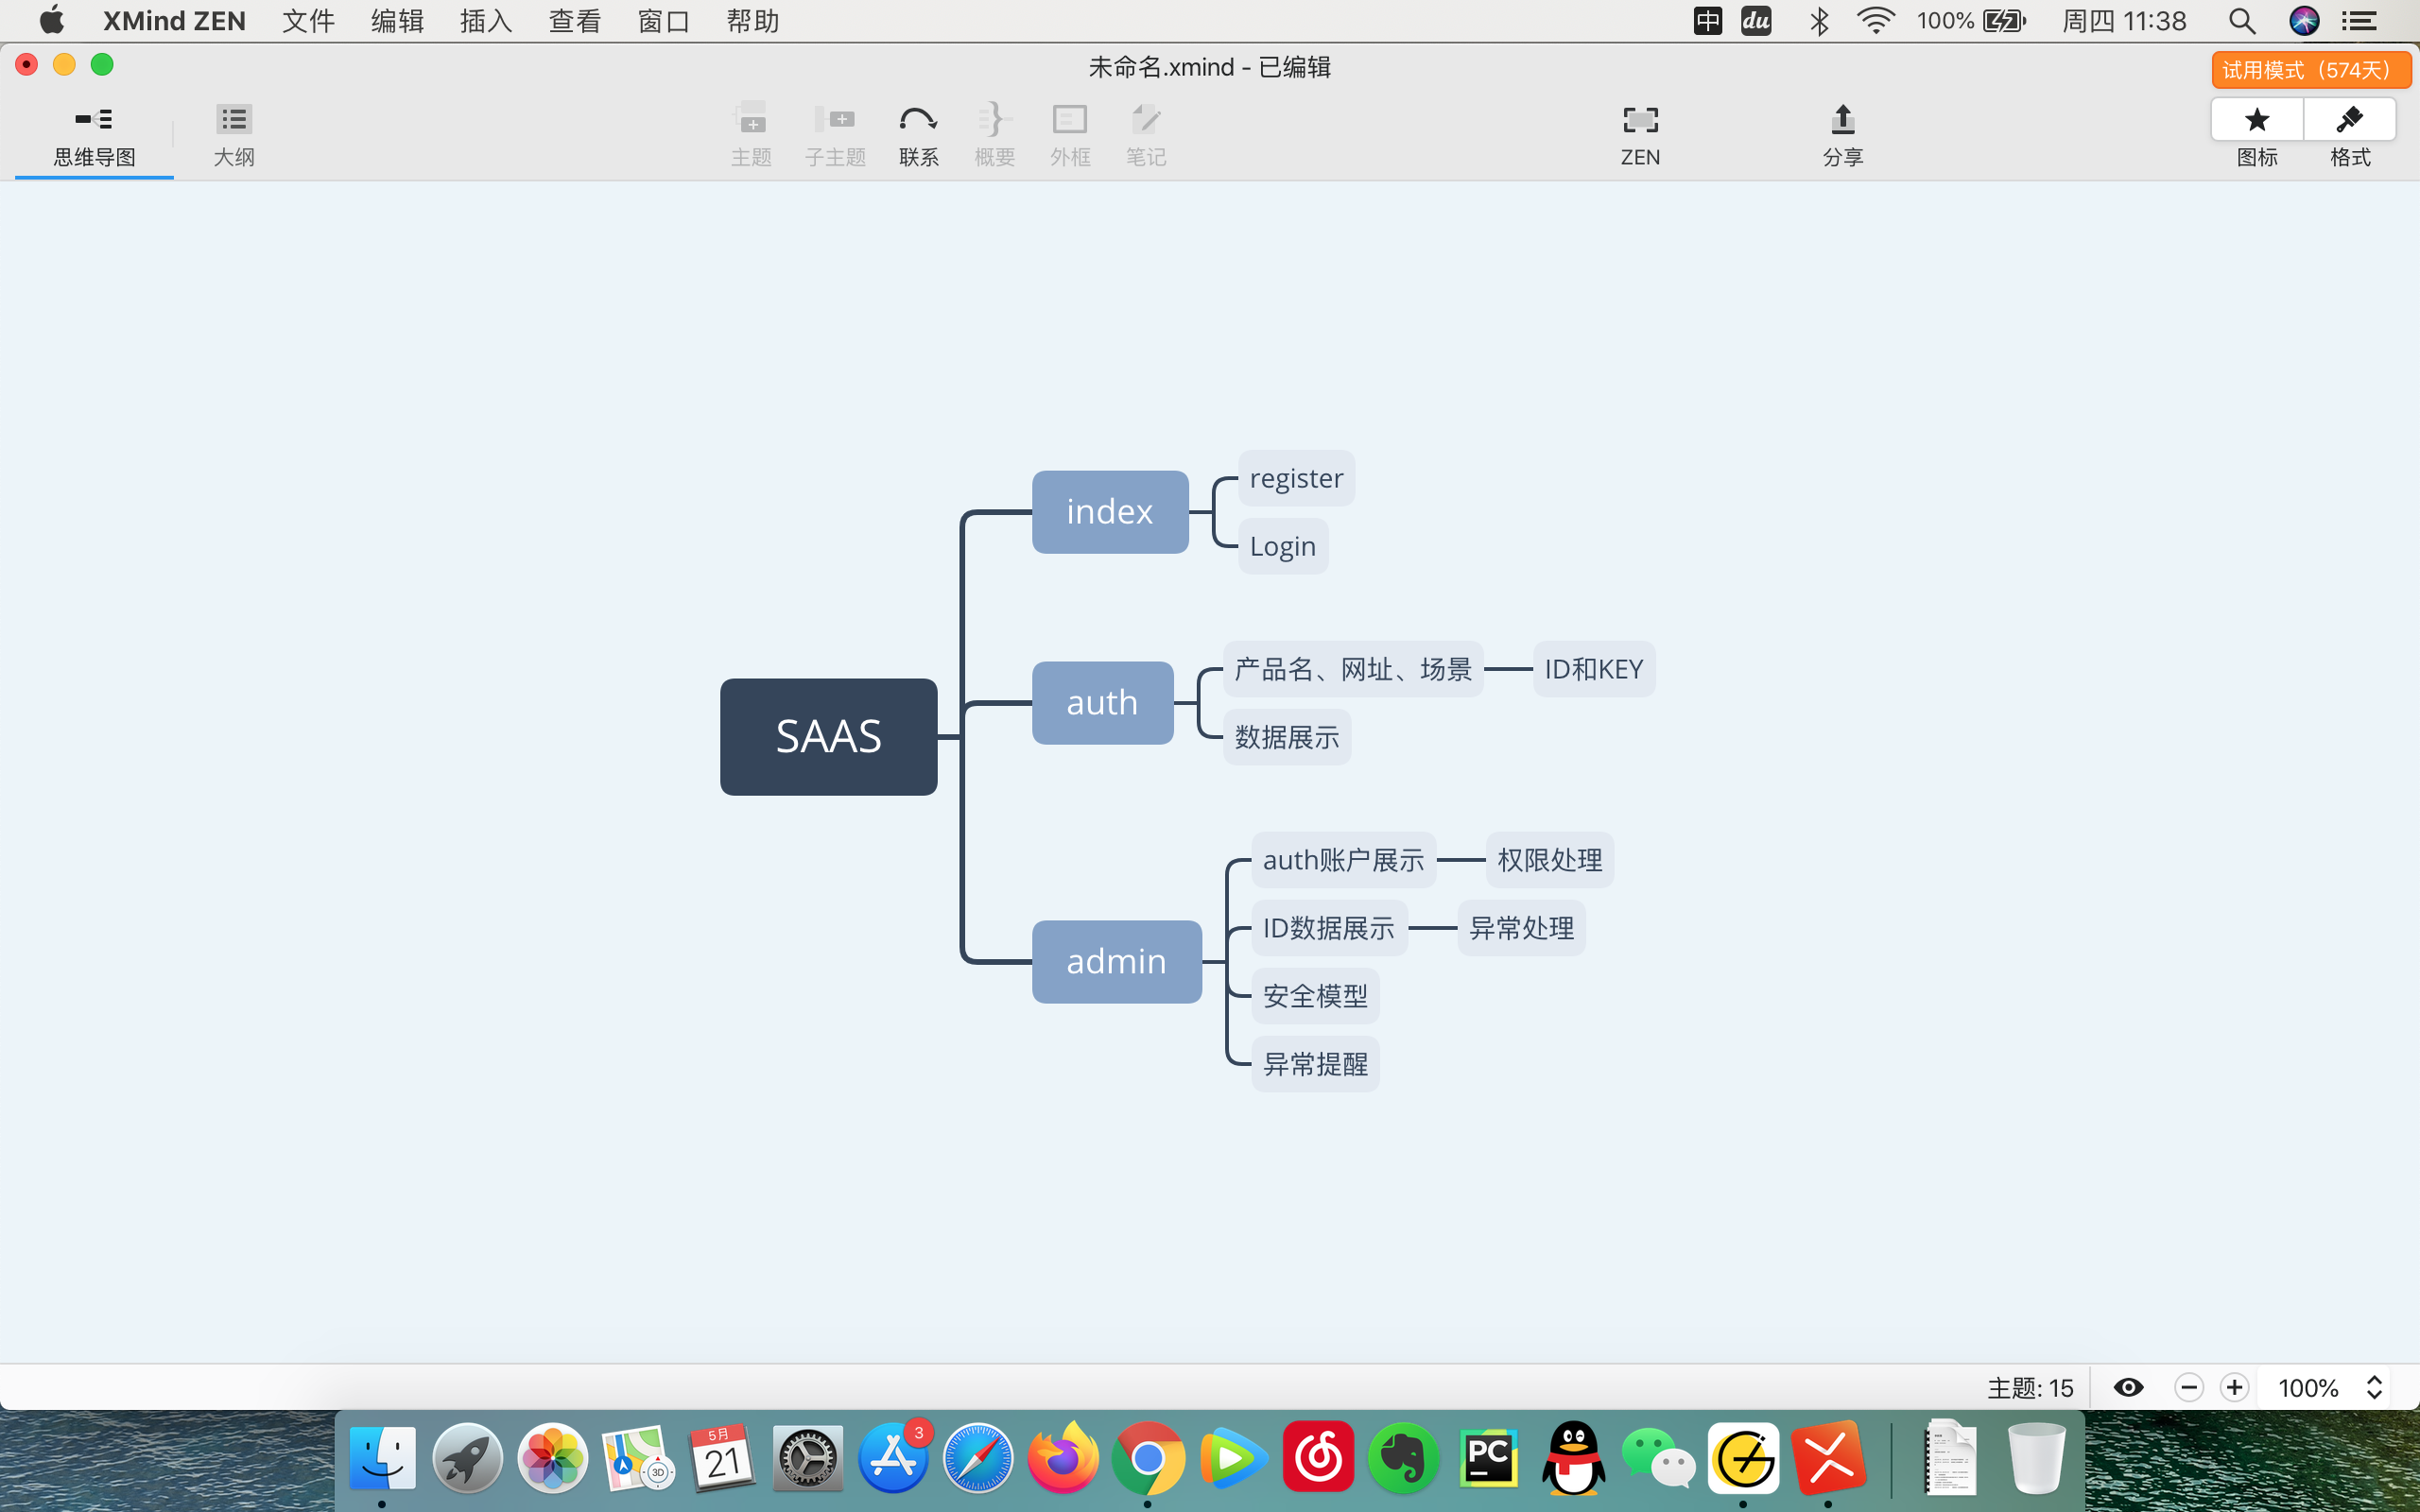 XMind ZEN 文件 编辑 插入 查看 窗口 帮助 中 du 100% 周四 11:38
未命名.xmind - 已编辑
试用模式（574天）
思维导图 大纲 主题 子主题 联系 概要 外框 笔记 ZEN 分享 图标 格式
SAAS
index
register
Login
auth
产品名、网址、场景
ID和KEY
数据展示
admin
auth账户展示
权限处理
ID数据展示
异常处理
安全模型
异常提醒
主题: 15 100%
5月
21
3D
3
PC